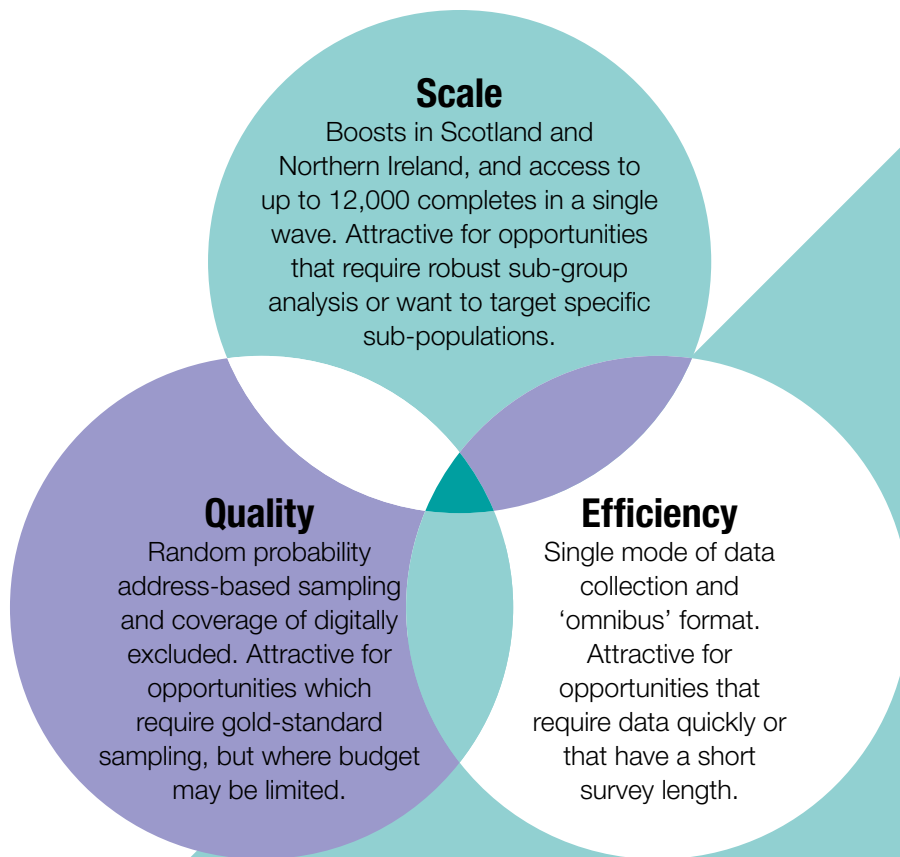 Scale
Boosts in Scotland and
Northern Ireland, and access to
up to 12,000 completes in a single
wave. Attractive for opportunities
that require robust sub-group
analysis or want to target specific
sub-populations.
Quality
Random probability
address-based sampling
and coverage of digitally
excluded. Attractive for
opportunities which
require gold-standard
sampling, but where budget
may be limited.
Efficiency
Single mode of data
collection and
‘omnibus’ format.
Attractive for
opportunities that
require data quickly or
that have a short
survey length.